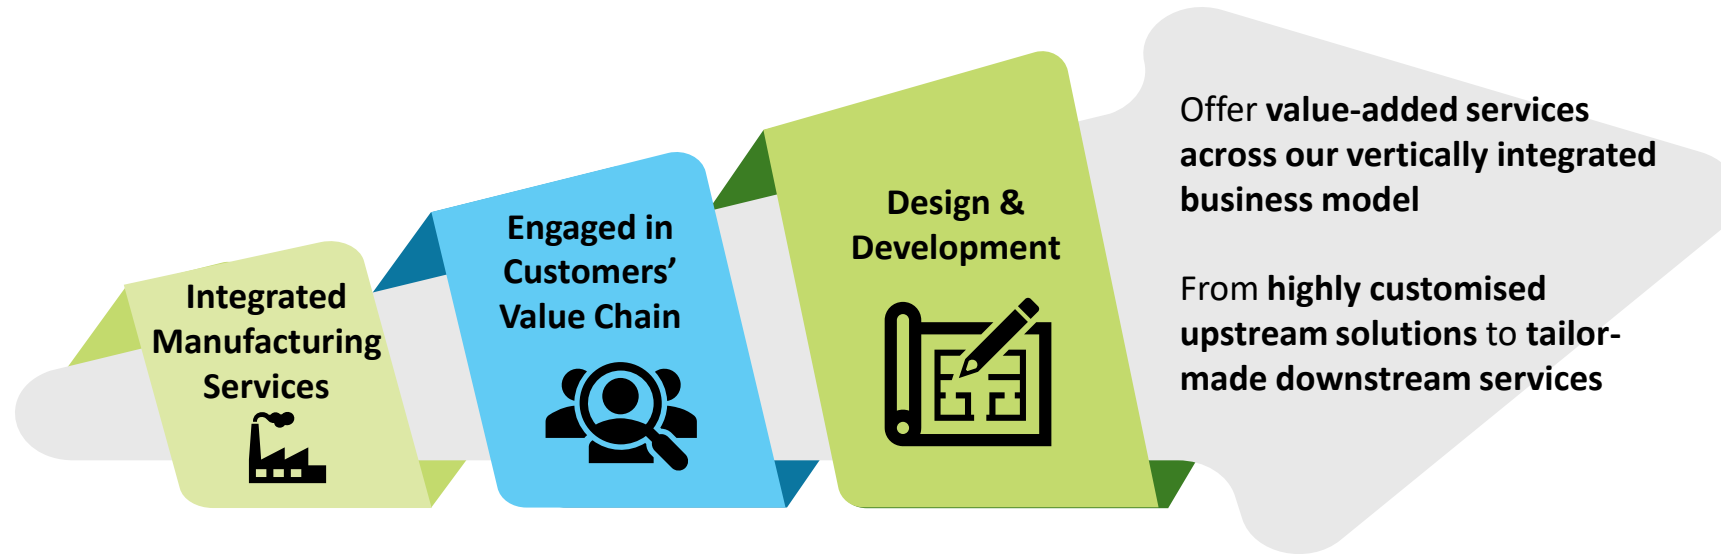 Integrated
Manufacturing
Services
Engaged in
Customers’
Value Chain
Design &
Development
Offer value-added services
across our vertically integrated
business model
From highly customised
upstream solutions to tailor-
made downstream services